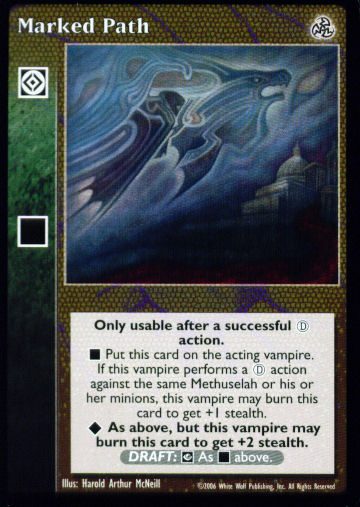 Marked Path
Only usable after a successful Ⓓ
action.
■ Put this card on the acting vampire.
If this vampire performs a Ⓓ action
against the same Methuselah or his or
her minions, this vampire may burn this
card to get +1 stealth.
◆ As above, but this vampire may
burn this card to get +2 stealth.
DRAFT: As ■ above.
Illus: Harold Arthur McNeill
©2006 White Wolf Publishing, Inc. All Rights Reserved